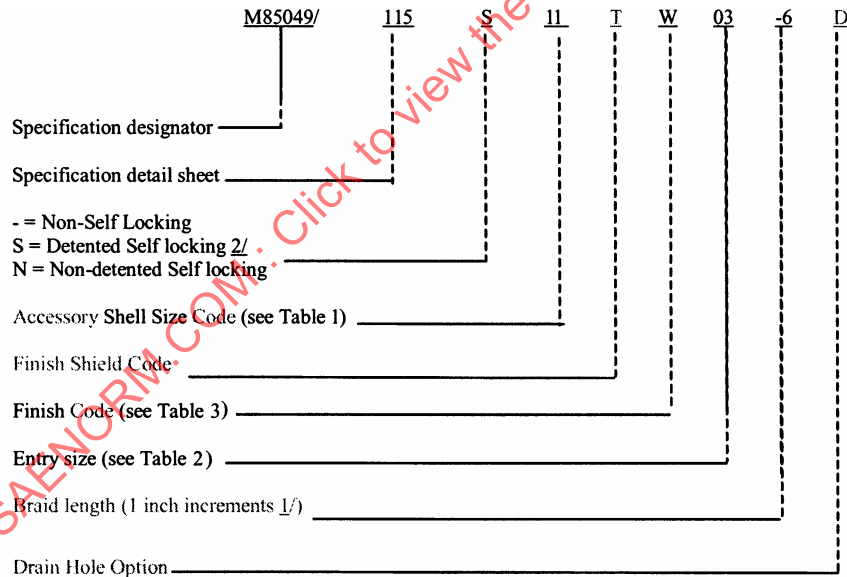 M85049/ 115 S 11 T W 03 -6 D
Specification designator
Specification detail sheet
- = Non-Self Locking
S = Detented Self locking 2/
N = Non-detented Self locking
Accessory Shell Size Code (see Table 1)
Finish Shield Code
Finish Code (see Table 3)
Entry size (see Table 2)
Braid length (1 inch increments 1/)
Drain Hole Option
SAENORM.COM : Click to view the